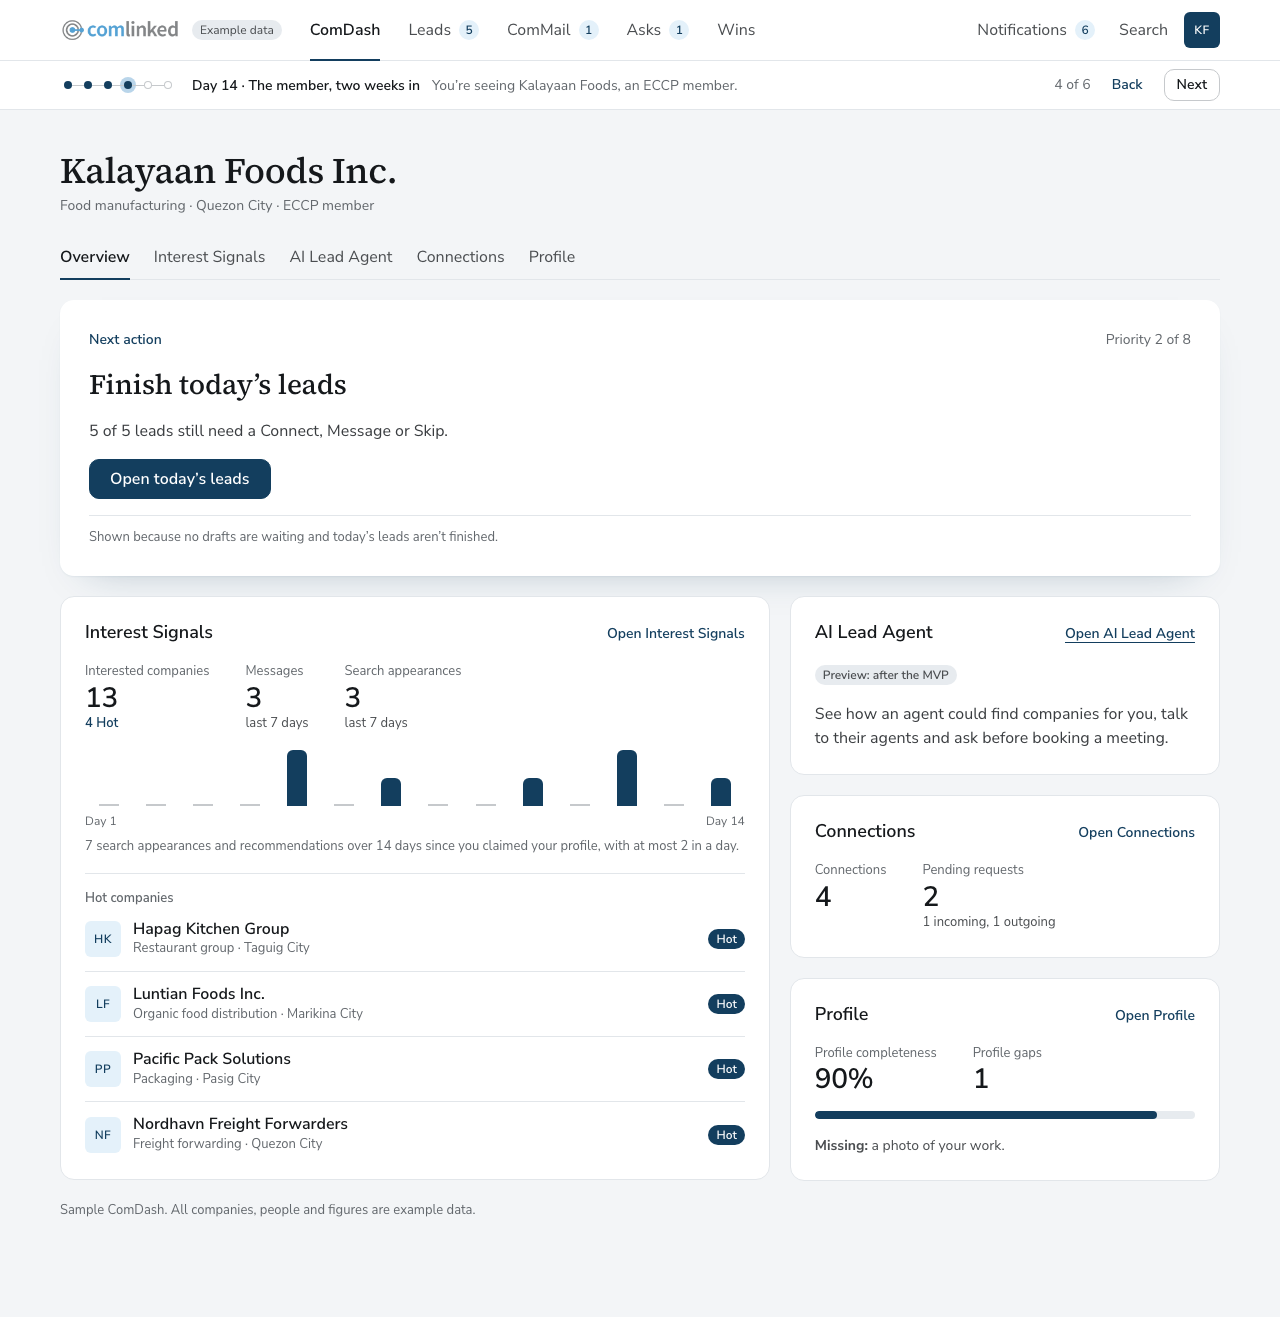 comlinked Example data ComDash Leads 5 ComMail 1 Asks 1 Wins Notifications 6 Search KF
Day 14 · The member, two weeks in You’re seeing Kalayaan Foods, an ECCP member. 4 of 6 Back Next
Kalayaan Foods Inc.
Food manufacturing · Quezon City · ECCP member
Overview Interest Signals AI Lead Agent Connections Profile
Next action Priority 2 of 8
Finish today’s leads
5 of 5 leads still need a Connect, Message or Skip.
Open today’s leads
Shown because no drafts are waiting and today’s leads aren’t finished.
Interest Signals Open Interest Signals
Interested companies Messages Search appearances
13 3 3
4 Hot last 7 days last 7 days
Day 1 Day 14
7 search appearances and recommendations over 14 days since you claimed your profile, with at most 2 in a day.
Hot companies
HK Hapag Kitchen Group Hot
Restaurant group · Taguig City
LF Luntian Foods Inc. Hot
Organic food distribution · Marikina City
PP Pacific Pack Solutions Hot
Packaging · Pasig City
NF Nordhavn Freight Forwarders Hot
Freight forwarding · Quezon City
AI Lead Agent Open AI Lead Agent
Preview: after the MVP
See how an agent could find companies for you, talk
to their agents and ask before booking a meeting.
Connections Open Connections
Connections Pending requests
4 2
1 incoming, 1 outgoing
Profile Open Profile
Profile completeness Profile gaps
90% 1
Missing: a photo of your work.
Sample ComDash. All companies, people and figures are example data.